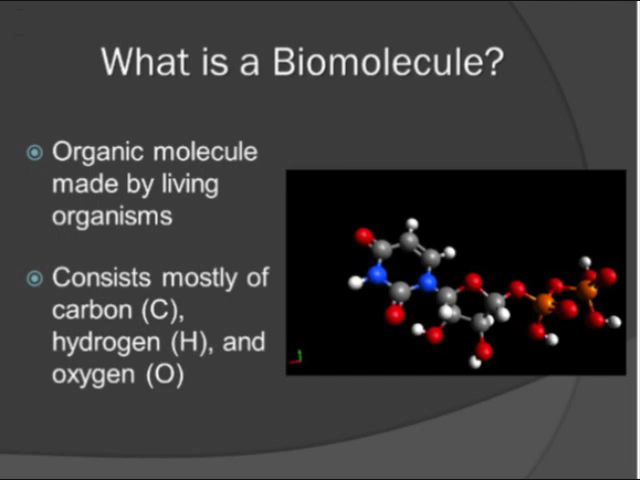 What is a Biomolecule?
Organic molecule
made by living
organisms
Consists mostly of
carbon (C),
hydrogen (H), and
oxygen (O)